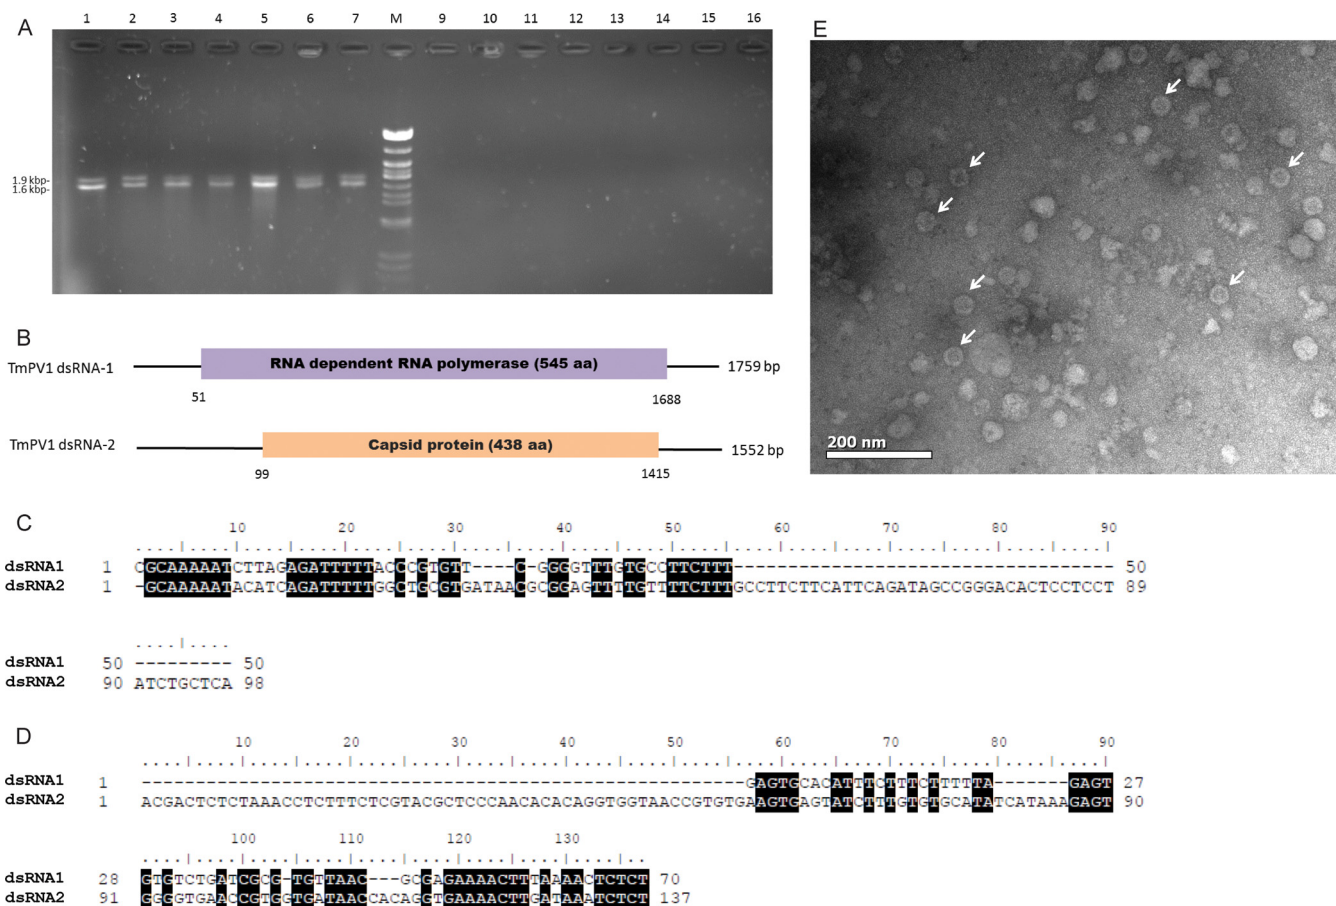 A
1 2 3 4 5 6 7 M 9 10 11 12 13 14 15 16
1.9 kbp-
1.6 kbp-
B
TmPV1 dsRNA-1
RNA dependent RNA polymerase (545 aa)
1759 bp
51
1688
TmPV1 dsRNA-2
Capsid protein (438 aa)
1552 bp
99
1415
E
200 nm
C
10 20 30 40 50 60 70 80 90
....|....|....|....|....|....|....|....|....|....|....|....|....|....|....|....|....|....|
dsRNA1 1 CGCAAAAATCTTAGAGATTTTTACCCGTGTT----C-GGGGTTTGTGCCTTCTTT----------------------------------- 50
dsRNA2 1 -GCAAAAATACATCAGATTTTTGGCTGCGTGATAACGCGGAGTTTTGTTTTCTTTGCCTTCTTCATTCAGATAGCCGGGACACTCCTCCT 89
....|....
dsRNA1 50 --------- 50
dsRNA2 90 ATCTGCTCA 98
D
10 20 30 40 50 60 70 80 90
....|....|....|....|....|....|....|....|....|....|....|....|....|....|....|....|....|....|
dsRNA1 1 --------------------------------------------------------GAGTGCACATTTCTTTCTTTTTA-------GAGT 27
dsRNA2 1 ACGACTCTCTAAACCTCTTTCTCGTACGCTCCCAACACACAGGTGGTAACCGTGTGAAGTGAGTATCTTTGTGTGCATATCATAAAGAGT 90
100 110 120 130
....|....|....|....|....|....|....|....|....|..
dsRNA1 28 GTGTCTGATCGCG-TGTTAAC---GCGAGAAAACTTTAAAACTCTCT 70
dsRNA2 91 GGGGTGAACCGTGGTGATAACCACAGGTGAAAACTTGATAAATCTCT 137